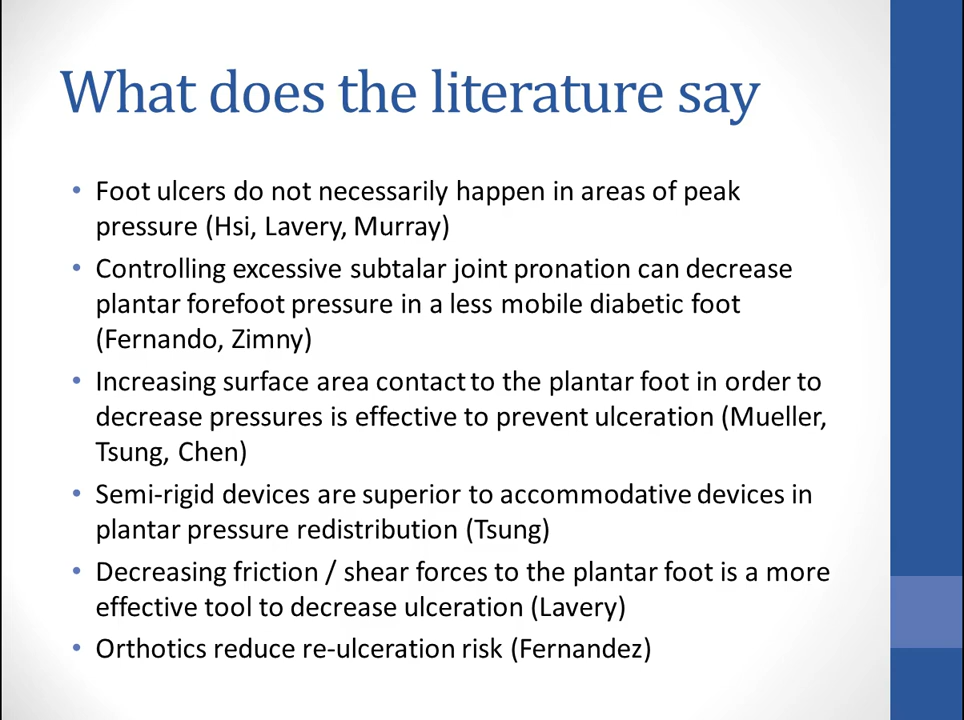 What does the literature say
• Foot ulcers do not necessarily happen in areas of peak
pressure (Hsi, Lavery, Murray)
• Controlling excessive subtalar joint pronation can decrease
plantar forefoot pressure in a less mobile diabetic foot
(Fernando, Zimny)
• Increasing surface area contact to the plantar foot in order to
decrease pressures is effective to prevent ulceration (Mueller,
Tsung, Chen)
• Semi-rigid devices are superior to accommodative devices in
plantar pressure redistribution (Tsung)
• Decreasing friction / shear forces to the plantar foot is a more
effective tool to decrease ulceration (Lavery)
• Orthotics reduce re-ulceration risk (Fernandez)